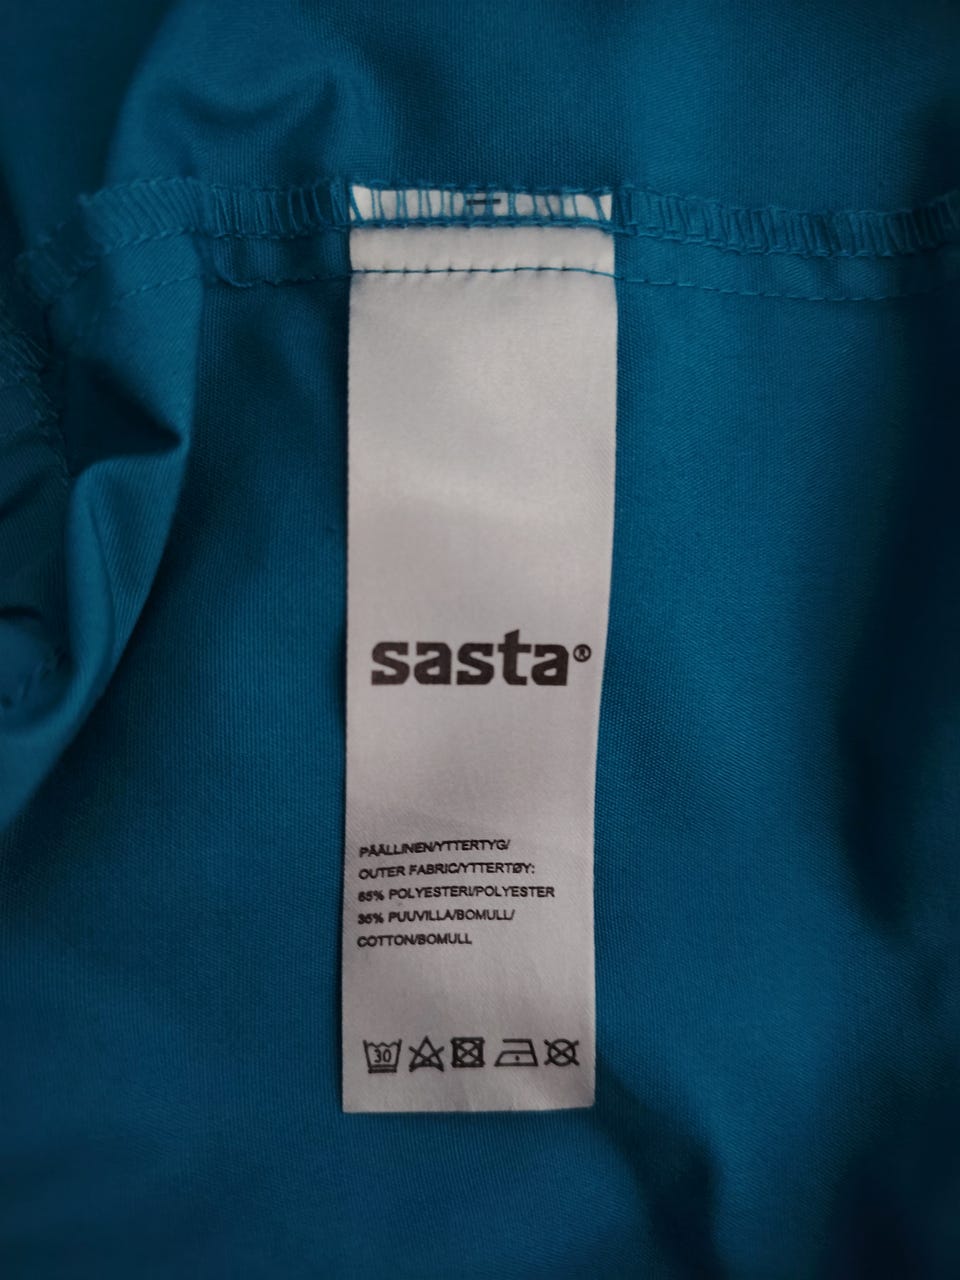 sasta®
PÄÄLLINEN/YTTERTYG/
OUTER FABRIC/YTTERTØY:
65% POLYESTERI/POLYESTER
35% PUUVILLA/BOMULL/
COTTON/BOMULL
30